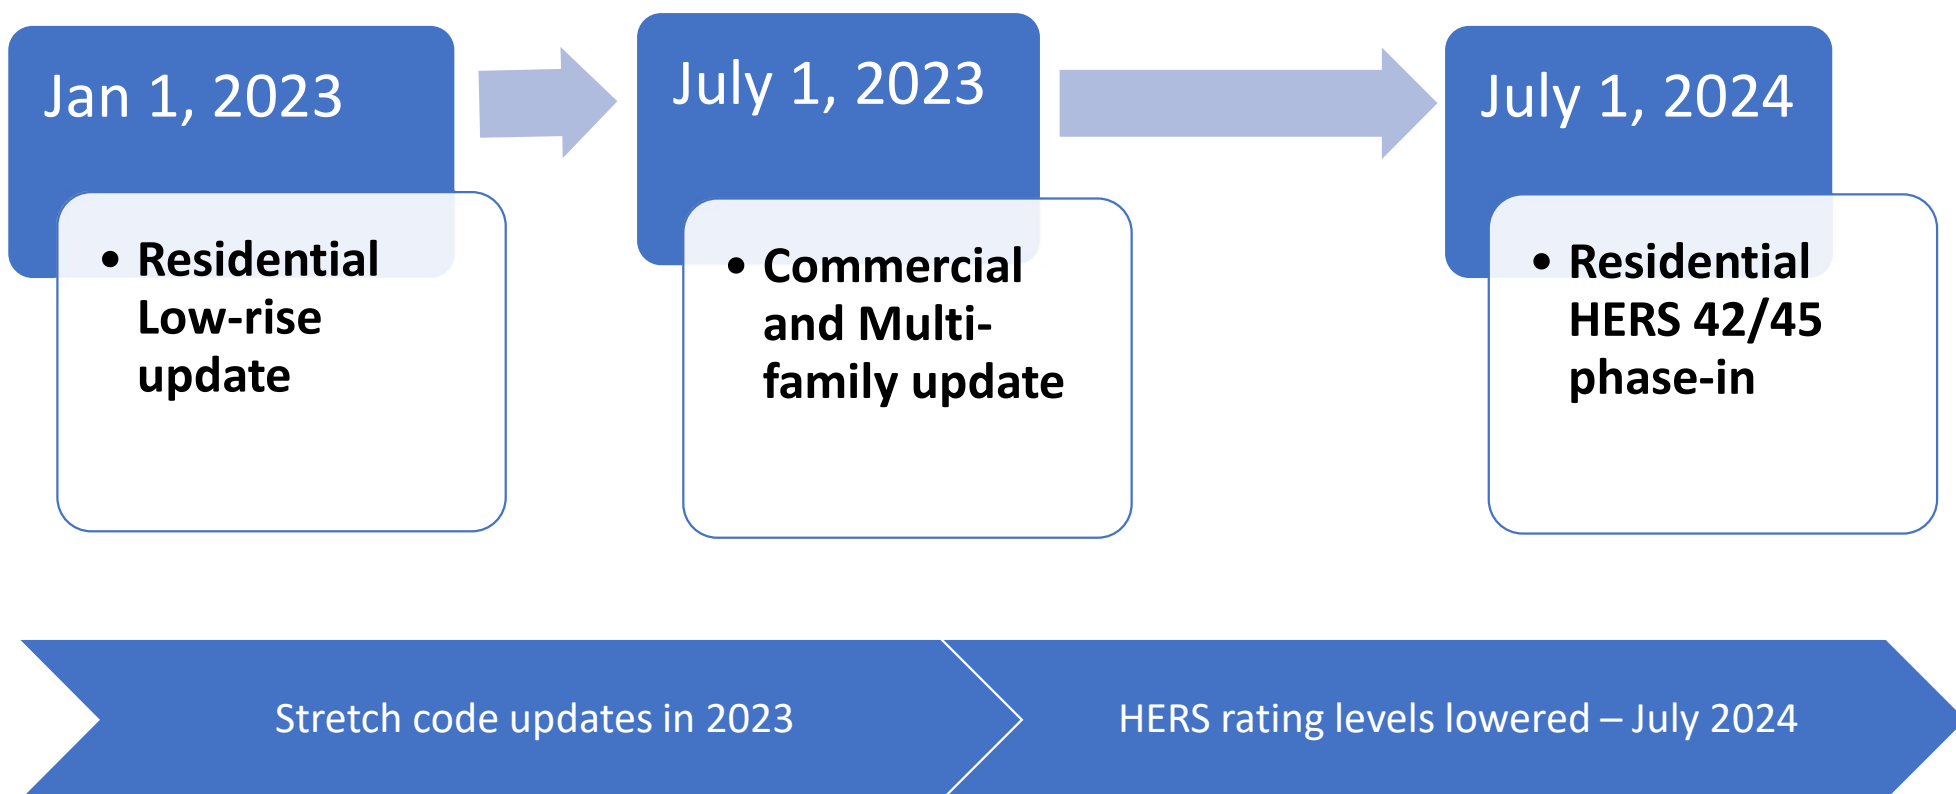 Jan 1, 2023
• Residential
Low-rise
update
July 1, 2023
• Commercial
and Multi-
family update
July 1, 2024
• Residential
HERS 42/45
phase-in
Stretch code updates in 2023
HERS rating levels lowered – July 2024